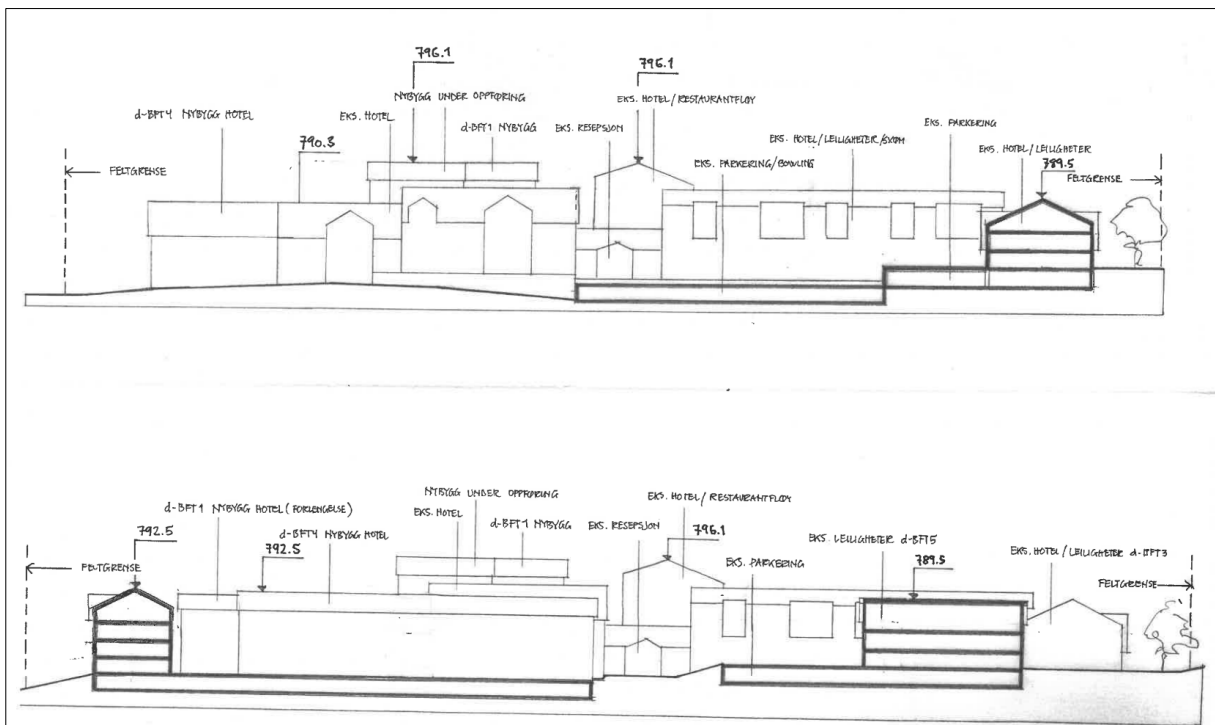 796.1
796.1
NYBYGG UNDER OPPFØRING
EKS. HOTEL/RESTAURANTFLØY
d-BFT4 NYBYGG HOTEL
EKS. HOTEL
d-BFT1 NYBYGG
EKS. RESEPSJON
EKS. PARKERING
790.3
EKS. HOTEL/LEILIGHETER/SVØM
EKS. HOTEL/LEILIGHETER
EKS. PARKERING/BOWLING
789.5
FELTGRENSE
FELTGRENSE
NYBYGG UNDER OPPFØRING
EKS. HOTEL/RESTAURANTFLØY
d-BFT1 NYBYGG HOTEL (FORLENGELSE)
EKS. HOTEL
792.5
d-BFT4 NYBYGG HOTEL
d-BFT1 NYBYGG
EKS. RESEPSJON
796.1
EKS. LEILIGHETER d-BFT5
EKS. HOTEL/LEILIGHETER d-BFT3
792.5
789.5
EKS. PARKERING
FELTGRENSE
FELTGRENSE